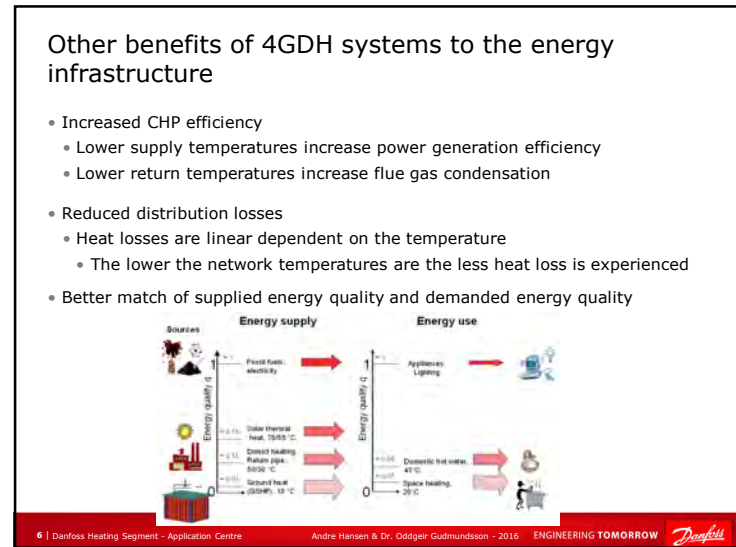 Other benefits of 4GDH systems to the energy
infrastructure
• Increased CHP efficiency
• Lower supply temperatures increase power generation efficiency
• Lower return temperatures increase flue gas condensation
• Reduced distribution losses
• Heat losses are linear dependent on the temperature
• The lower the network temperatures are the less heat loss is experienced
• Better match of supplied energy quality and demanded energy quality
Sources
Energy supply
Energy quality q
1
Fossil fuels,
electricity
Solar thermal
heat,
District heating,
Return pipe,
Ground heat
(GSHP), 10 °C
0
Energy use
Energy quality q
1
Appliances
Lighting
Domestic hot water,
45°C
Space heating,
20°C
0
6 | Danfoss Heating Segment - Application Centre
Andre Hansen & Dr. Oddgeir Gudmundsson - 2016
ENGINEERING TOMORROW
Danfoss